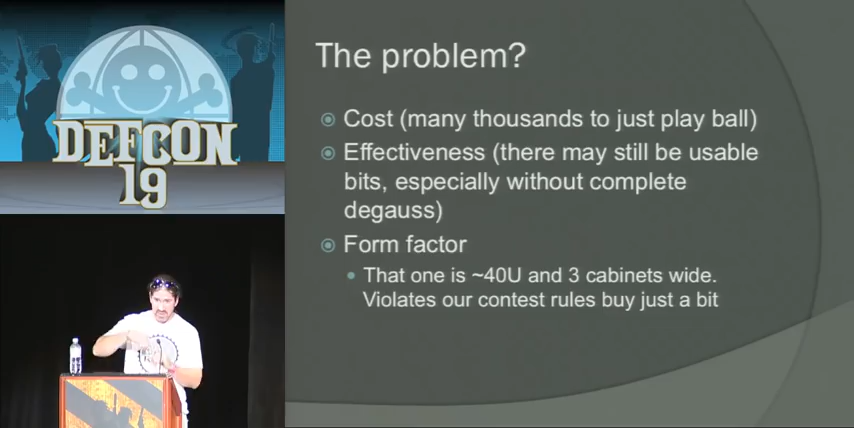 DEFCON
19
The problem?
Cost (many thousands to just play ball)
Effectiveness (there may still be usable
bits, especially without complete
degauss)
Form factor
That one is ~40U and 3 cabinets wide.
Violates our contest rules buy just a bit